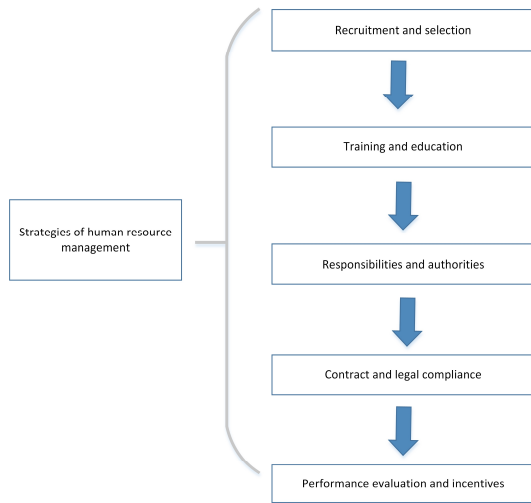 Recruitment and selection
Training and education
Strategies of human resource
management
Responsibilities and authorities
Contract and legal compliance
Performance evaluation and incentives